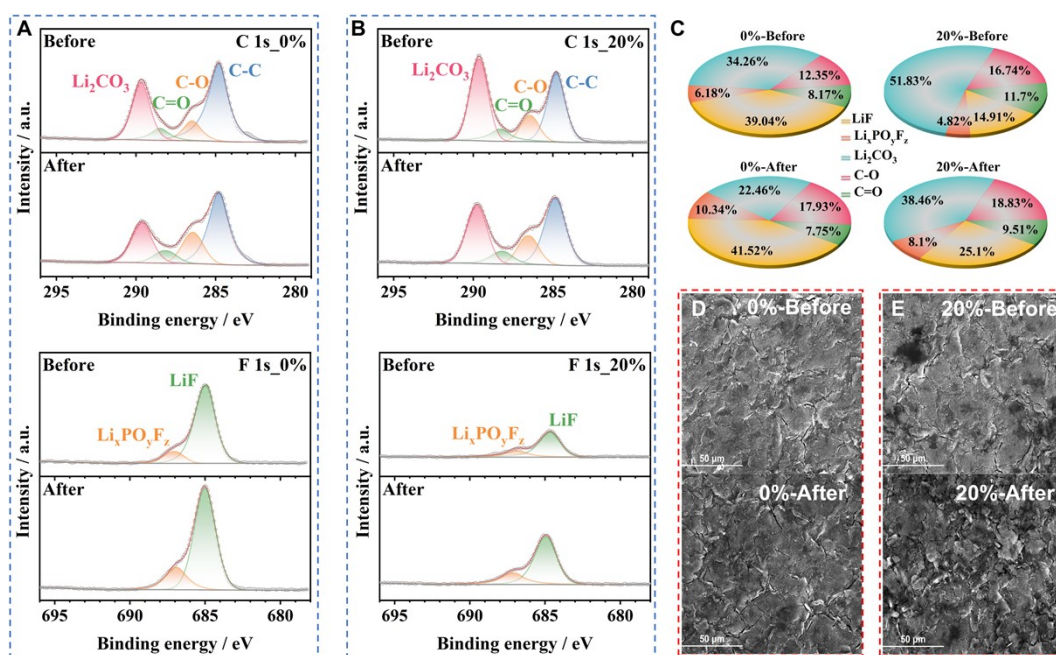 A
Before
C 1s_0%
Li₂CO₃
C=O
C-O
C-C
After
295
290
285
280
Binding energy / eV
Intensity / a.u.
Before
F 1s_0%
LiF
LiₓPOᵧF_z
After
695
690
685
680
Binding energy / eV
Intensity / a.u.
B
Before
C 1s_20%
Li₂CO₃
C=O
C-O
C-C
After
295
290
285
280
Binding energy / eV
Intensity / a.u.
Before
F 1s_20%
LiF
LiₓPOᵧF_z
After
695
690
685
680
Binding energy / eV
Intensity / a.u.
C
0%-Before
34.26%
12.35%
8.17%
6.18%
39.04%
20%-Before
51.83%
16.74%
11.7%
14.91%
4.82%
LiF
LiₓPOᵧF_z
Li₂CO₃
C-O
C=O
0%-After
22.46%
10.34%
17.93%
7.75%
41.52%
20%-After
38.46%
18.83%
9.51%
8.1%
25.1%
D
0%-Before
50 μm
0%-After
50 μm
E
20%-Before
50 μm
20%-After
50 μm